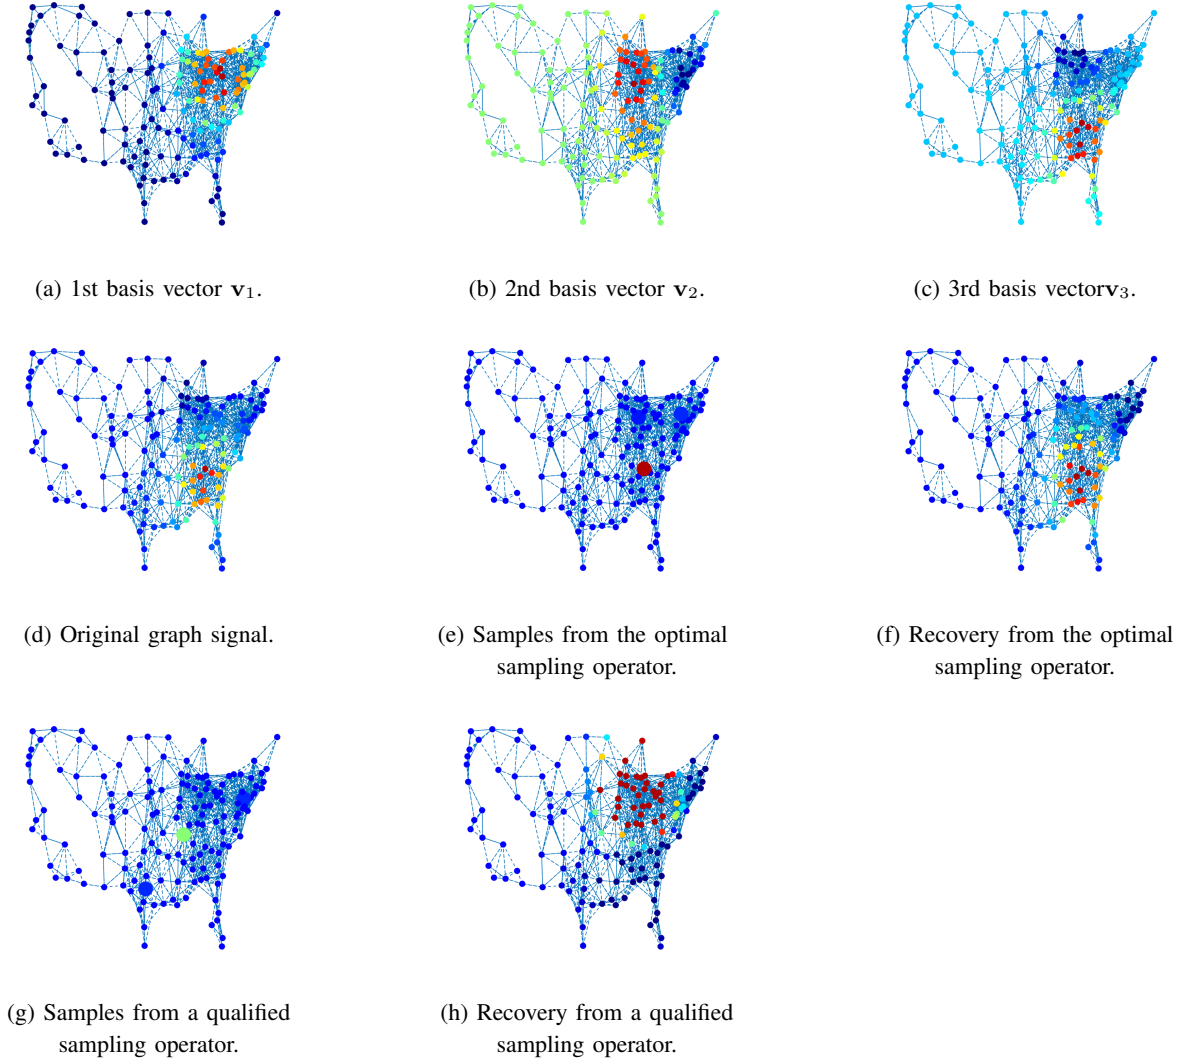 (a) 1st basis vector v₁.
(b) 2nd basis vector v₂.
(c) 3rd basis vectorv₃.
(d) Original graph signal.
(e) Samples from the optimal
sampling operator.
(f) Recovery from the optimal
sampling operator.
(g) Samples from a qualified
sampling operator.
(h) Recovery from a qualified
sampling operator.